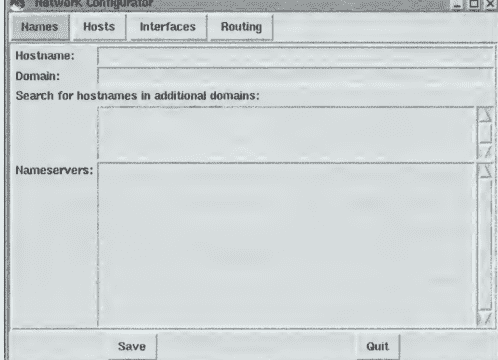 Network Configurator
Names Hosts Interfaces Routing
Hostname:
Domain:
Search for hostnames in additional domains:
Nameservers:
Save Quit